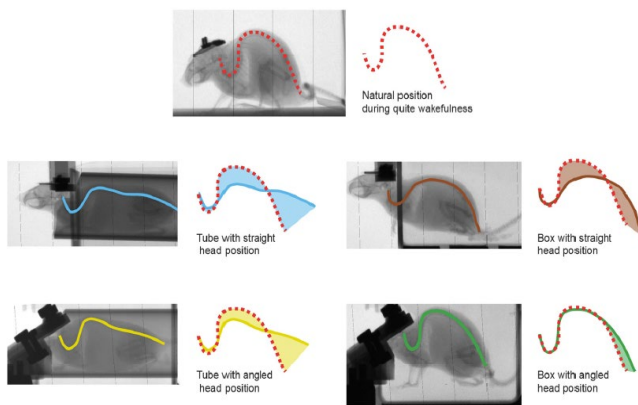 Natural position
during quite wakefulness
Tube with straight
head position
Box with straight
head position
Tube with angled
head position
Box with angled
head position